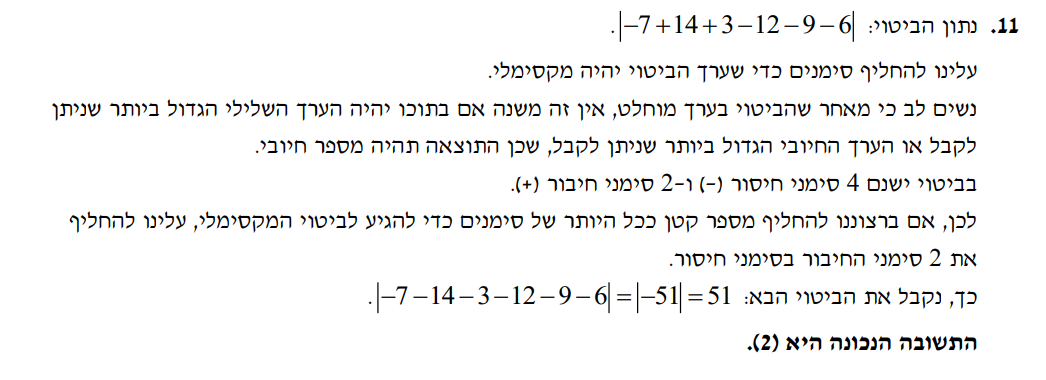 11. נתון הביטוי: |−7+14+3−12−9−6|.
עלינו להחליף סימנים כדי שערך הביטוי יהיה מקסימלי.
נשים לב כי מאחר שהביטוי בערך מוחלט, אין זה משנה אם בתוכו יהיה הערך השלילי הגדול ביותר שניתן
לקבל או הערך החיובי הגדול ביותר שניתן לקבל, שכן התוצאה תהיה מספר חיובי.
בביטוי ישנם 4 סימני חיסור (−) ו-2 סימני חיבור (+).
לכן, אם ברצוננו להחליף מספר קטן ככל היותר של סימנים כדי להגיע לביטוי המקסימלי, עלינו להחליף
את 2 סימני החיבור בסימני חיסור.
כך, נקבל את הביטוי הבא: |−7−14−3−12−9−6|=|−51|=51.
התשובה הנכונה היא (2).